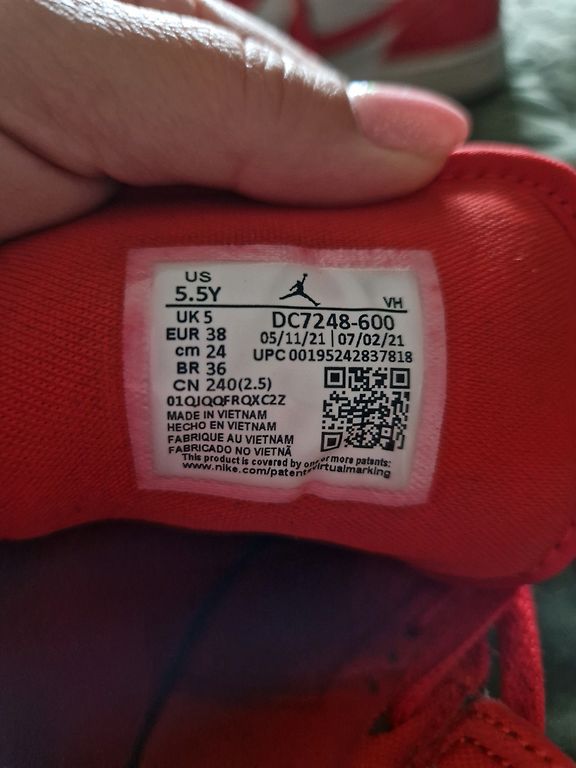 US
5.5Y
VH
UK 5
EUR 38
cm 24
BR 36
CN 240(2.5)
DC7248-600
05/11/21 | 07/02/21
UPC 00195242837818
01QJQQFRQXC2Z
MADE IN VIETNAM
HECHO EN VIETNAM
FABRIQUE AU VIETNAM
FABRICADO NO VIETNÃ
This product is covered by one or more patents:
www.nike.com/patentsvirtualmarking